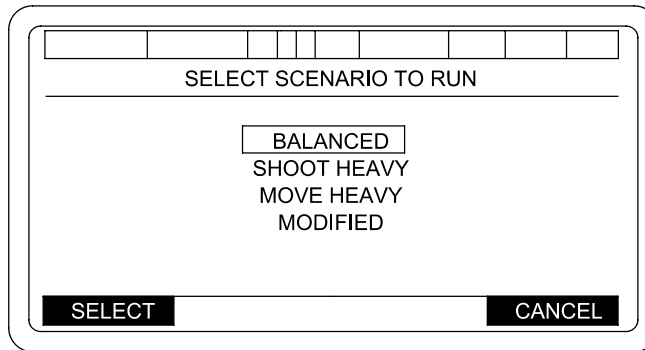 SELECT SCENARIO TO RUN
BALANCED
SHOOT HEAVY
MOVE HEAVY
MODIFIED
SELECT CANCEL